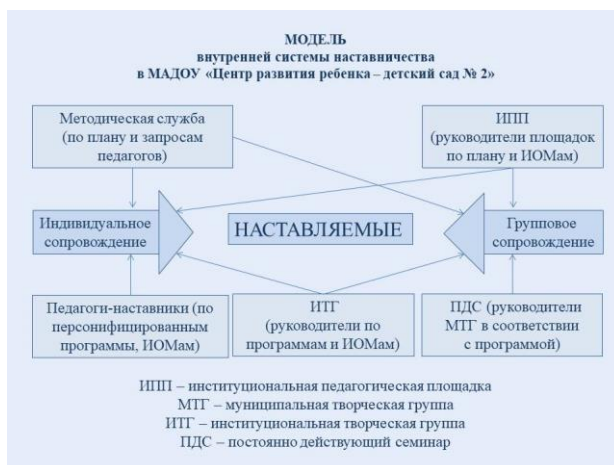 МОДЕЛЬ
внутренней системы наставничества
в МАДОУ «Центр развития ребенка – детский сад № 2»
Методическая служба
(по плану и запросам
педагогов)
ИПП
(руководители площадок
по плану и ИОМам)
Индивидуальное
сопровождение
НАСТАВЛЯЕМЫЕ
Групповое
сопровождение
Педагоги-наставники (по
персонифицированным
программы, ИОМам)
ИТГ
(руководители по
программам и ИОМам)
ПДС (руководители
МТГ в соответствии
с программой)
ИПП – институциональная педагогическая площадка
МТГ – муниципальная творческая группа
ИТГ – институциональная творческая группа
ПДС – постоянно действующий семинар